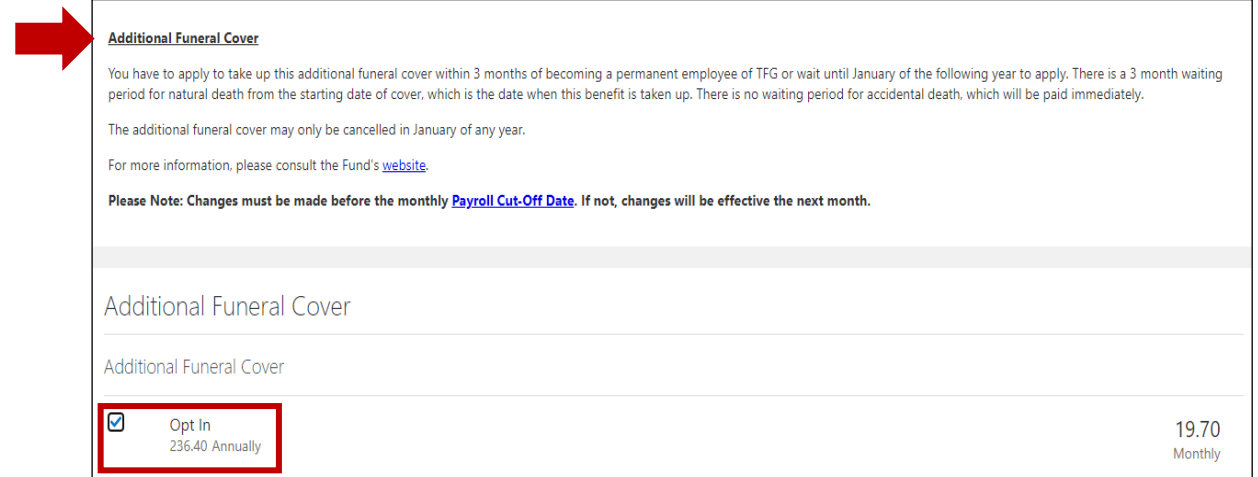 Additional Funeral Cover
You have to apply to take up this additional funeral cover within 3 months of becoming a permanent employee of TFG or wait until January of the following year to apply. There is a 3 month waiting
period for natural death from the starting date of cover, which is the date when this benefit is taken up. There is no waiting period for accidental death, which will be paid immediately.
The additional funeral cover may only be cancelled in January of any year.
For more information, please consult the Fund's website.
Please Note: Changes must be made before the monthly Payroll Cut-Off Date. If not, changes will be effective the next month.
Additional Funeral Cover
Additional Funeral Cover
Opt In
236.40 Annually
19.70
Monthly